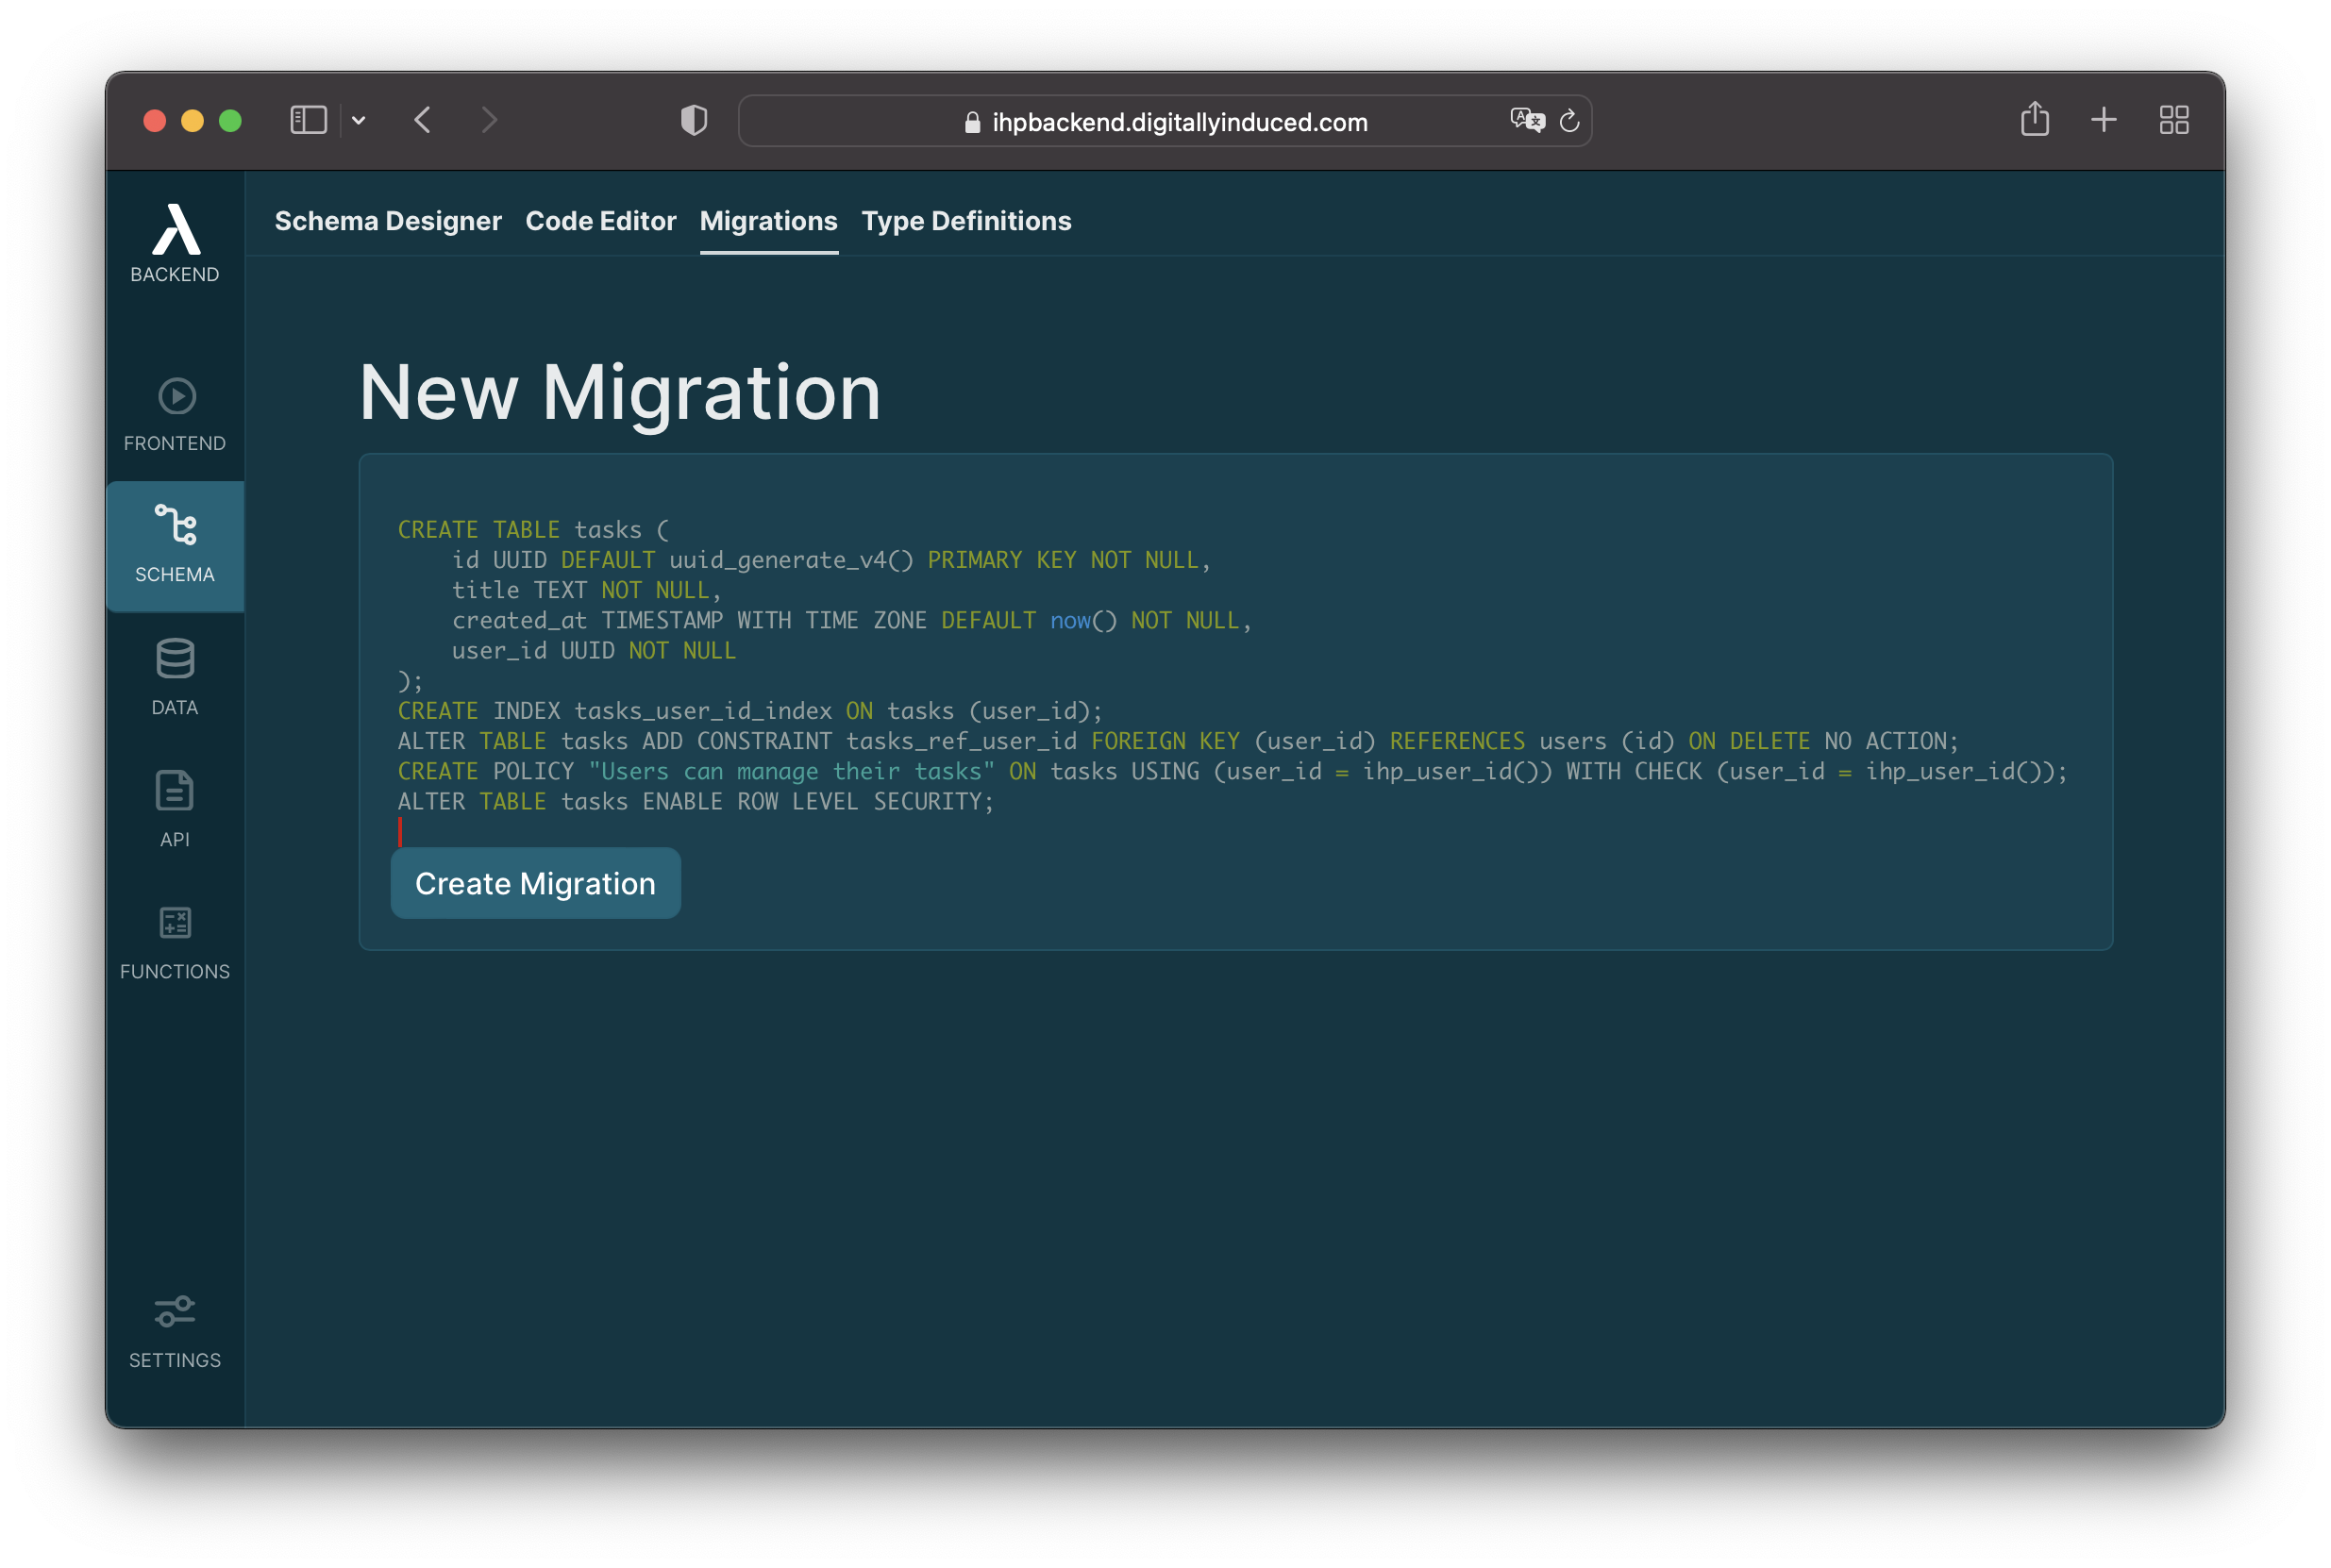 ihpbackend.digitallyinduced.com
BACKEND
Schema Designer Code Editor Migrations Type Definitions
FRONTEND
SCHEMA
DATA
API
FUNCTIONS
SETTINGS
New Migration
CREATE TABLE tasks (
    id UUID DEFAULT uuid_generate_v4() PRIMARY KEY NOT NULL,
    title TEXT NOT NULL,
    created_at TIMESTAMP WITH TIME ZONE DEFAULT now() NOT NULL,
    user_id UUID NOT NULL
);
CREATE INDEX tasks_user_id_index ON tasks (user_id);
ALTER TABLE tasks ADD CONSTRAINT tasks_ref_user_id FOREIGN KEY (user_id) REFERENCES users (id) ON DELETE NO ACTION;
CREATE POLICY "Users can manage their tasks" ON tasks USING (user_id = ihp_user_id()) WITH CHECK (user_id = ihp_user_id());
ALTER TABLE tasks ENABLE ROW LEVEL SECURITY;
Create Migration